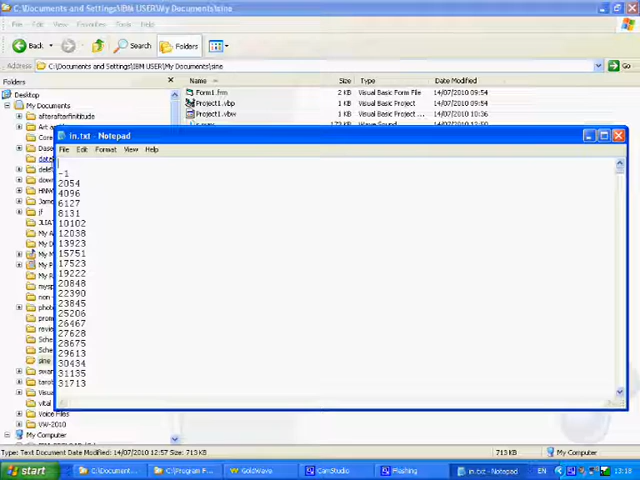 C:\Documents and Settings\IBM USER\My Documents\sine
File Edit View Favorites Tools Help
Back Search Folders
Address C:\Documents and Settings\IBM USER\My Documents\sine Go
Folders Name Size Type Date Modified
Desktop
My Documents
afterafterfinititude
Form1.frm 2 KB Visual Basic Form File 14/07/2010 09:54
Project1.vbp 1 KB Visual Basic Project 14/07/2010 09:54
Project1.vbw 1 KB Visual Basic Project ... 14/07/2010 10:36
in.txt - Notepad
File Edit Format View Help
-1
2054
4096
6127
8131
10102
12038
13923
15751
17523
19222
20848
22390
23845
25206
26467
27628
28675
29613
30434
31135
31713
sine
Voice Files
VW-2010
My Computer
Type: Text Document Date Modified: 14/07/2010 12:57 Size: 713 KB 713 KB My Computer
start C:\Document... C:\Program F... GoldWave CamStudio Flashing in.txt - Notepad EN 13:18